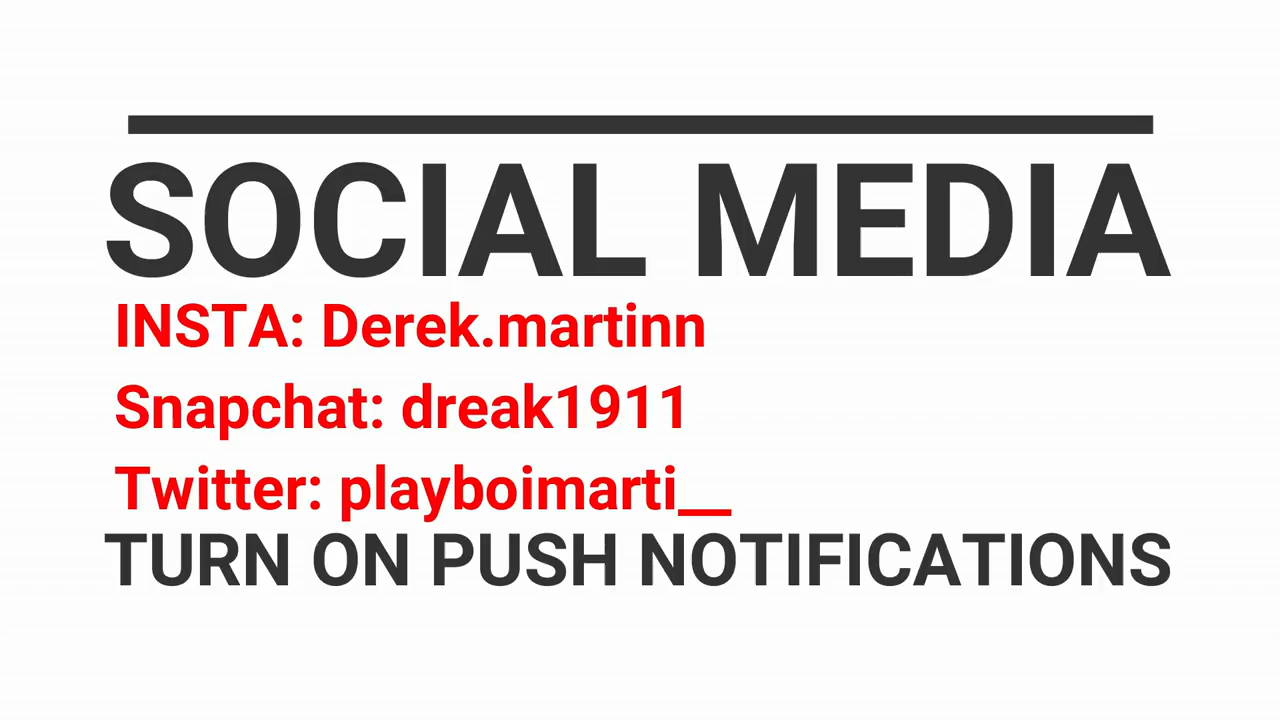 SOCIAL MEDIA
INSTA: Derek.martinn
Snapchat: dreak1911
Twitter: playboimarti__
TURN ON PUSH NOTIFICATIONS